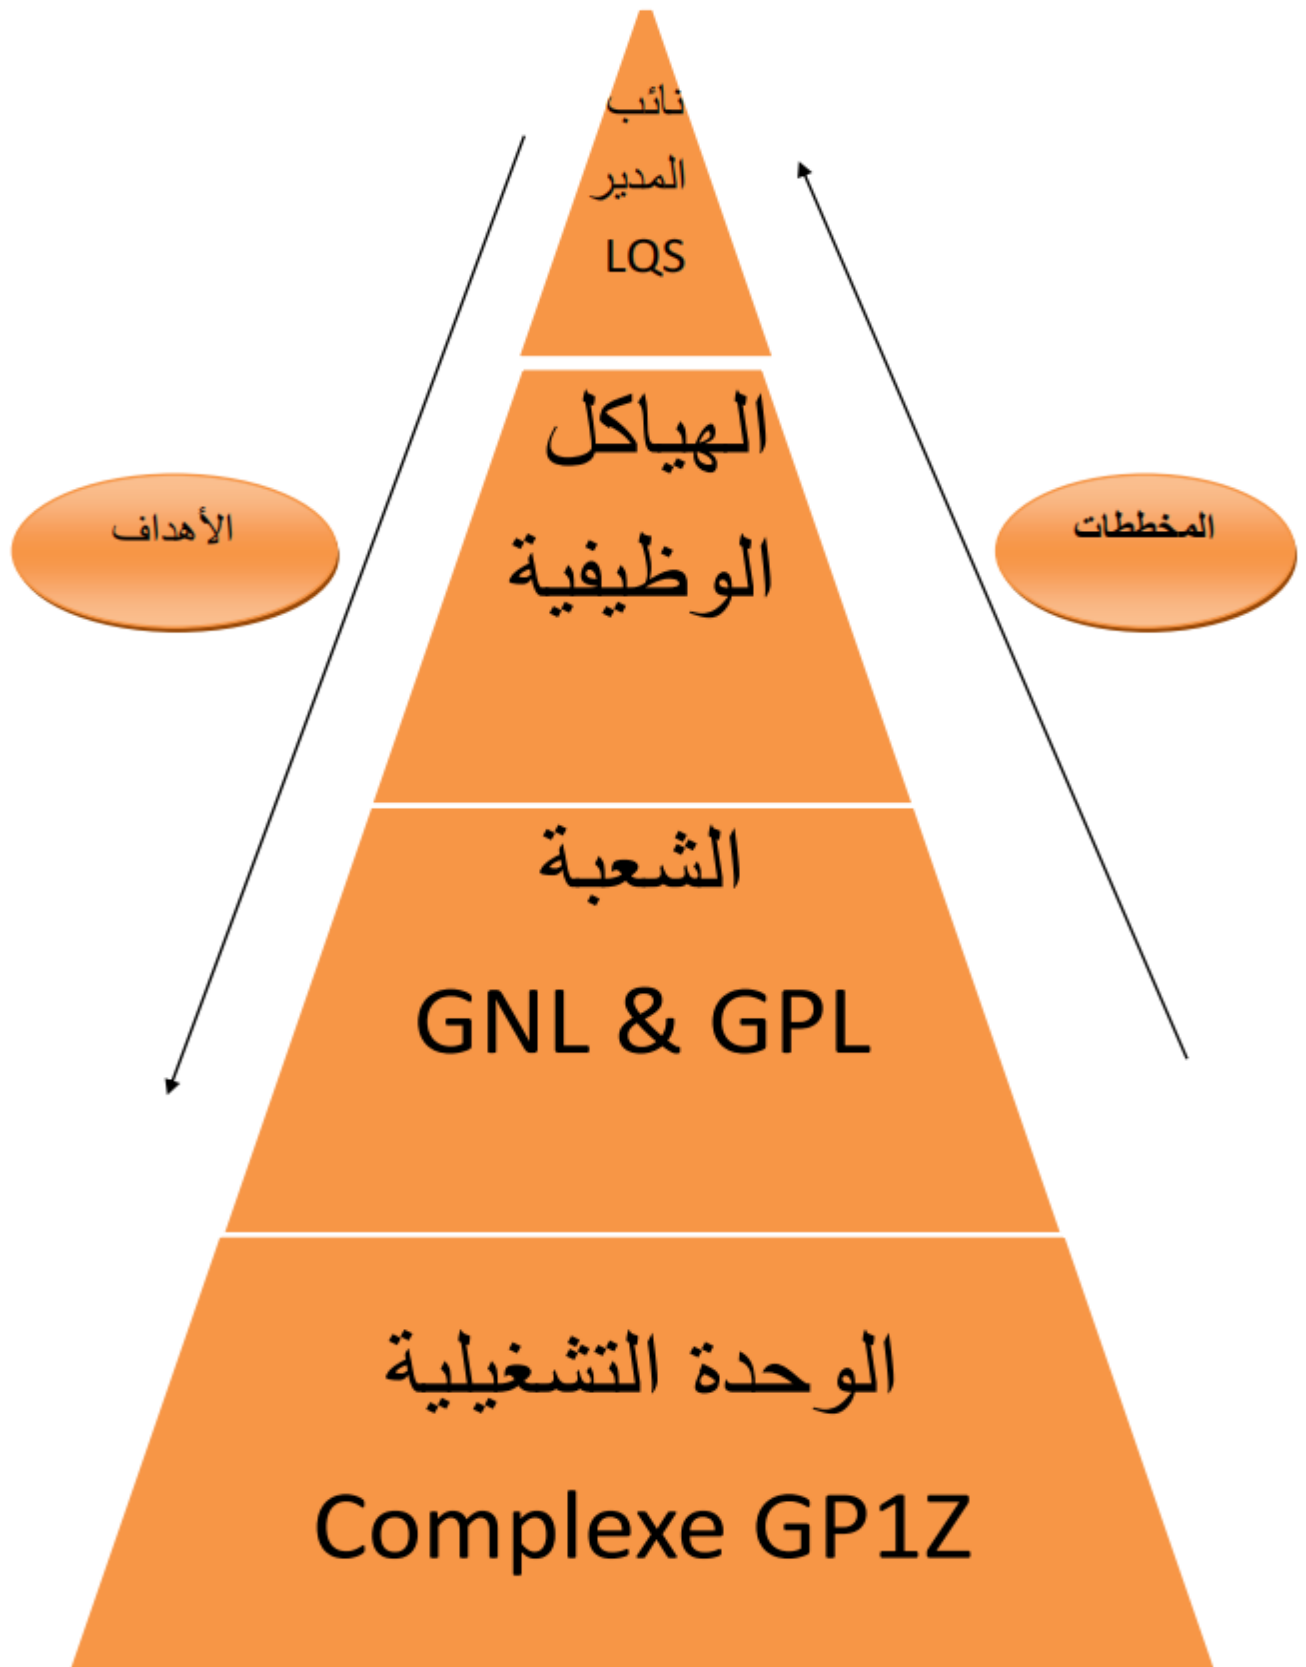 نائب
المدير
LQS
الهياكل
الوظيفية
المخططات
الأهداف
الشعبة
GNL & GPL
الوحدة التشغيلية
Complexe GP1Z